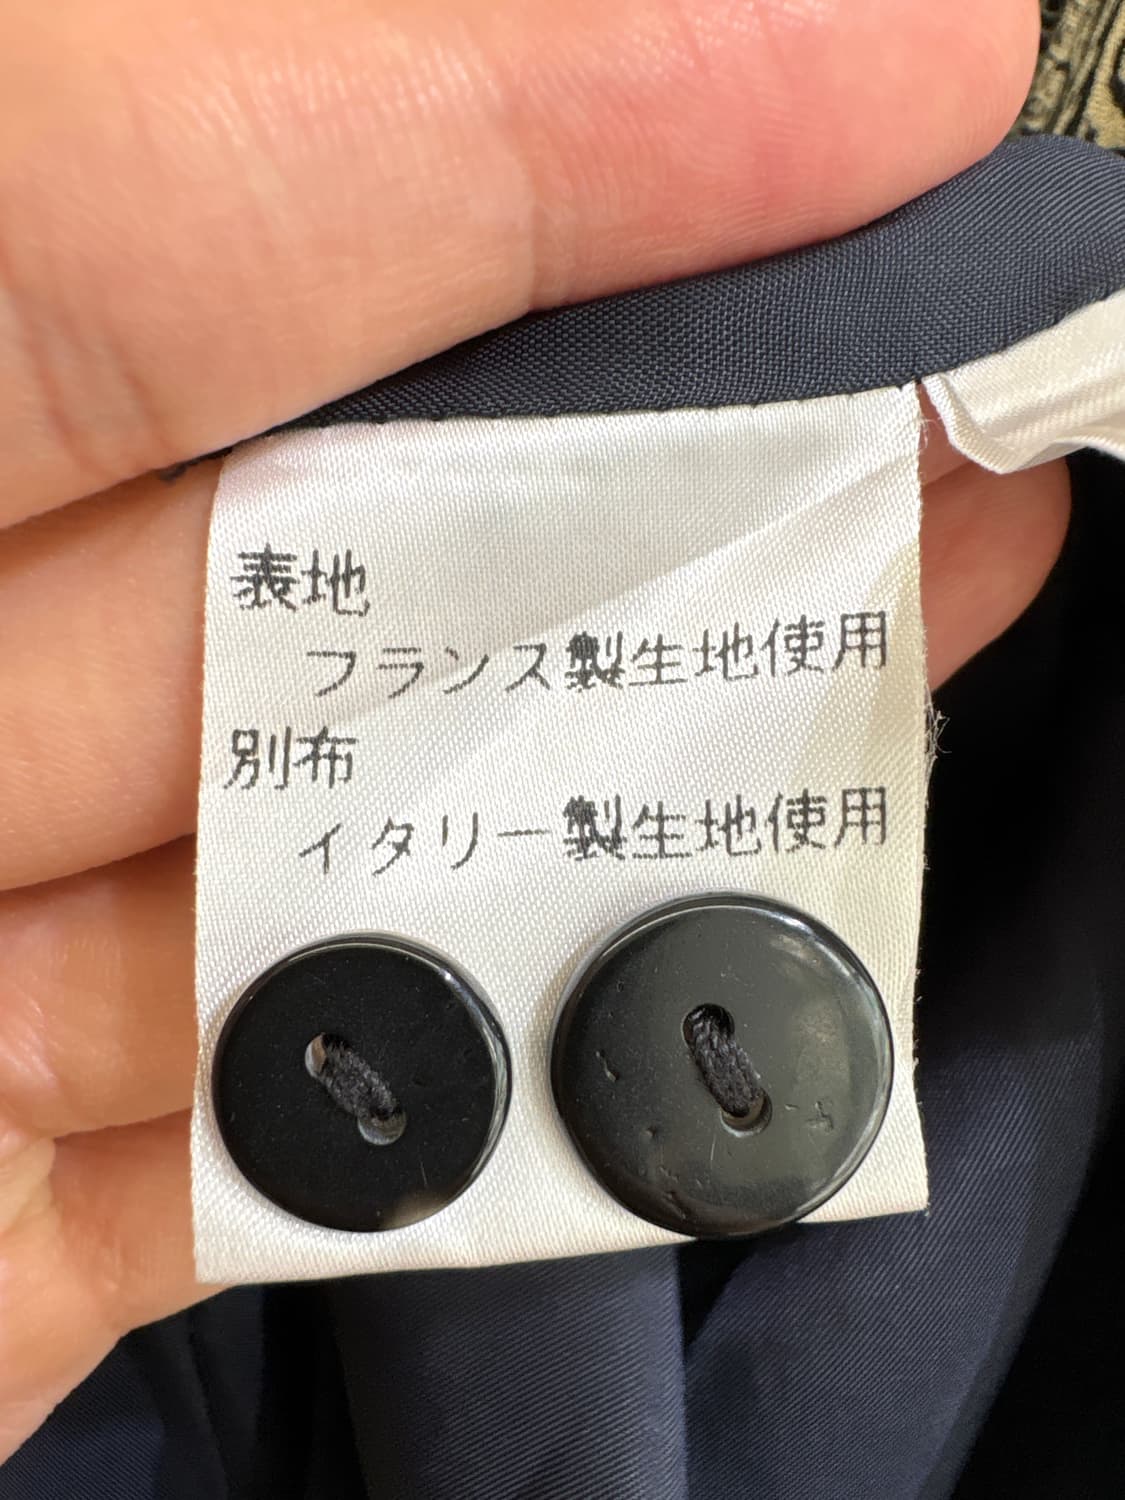 表地
フランス製生地使用
別布
イタリー製生地使用